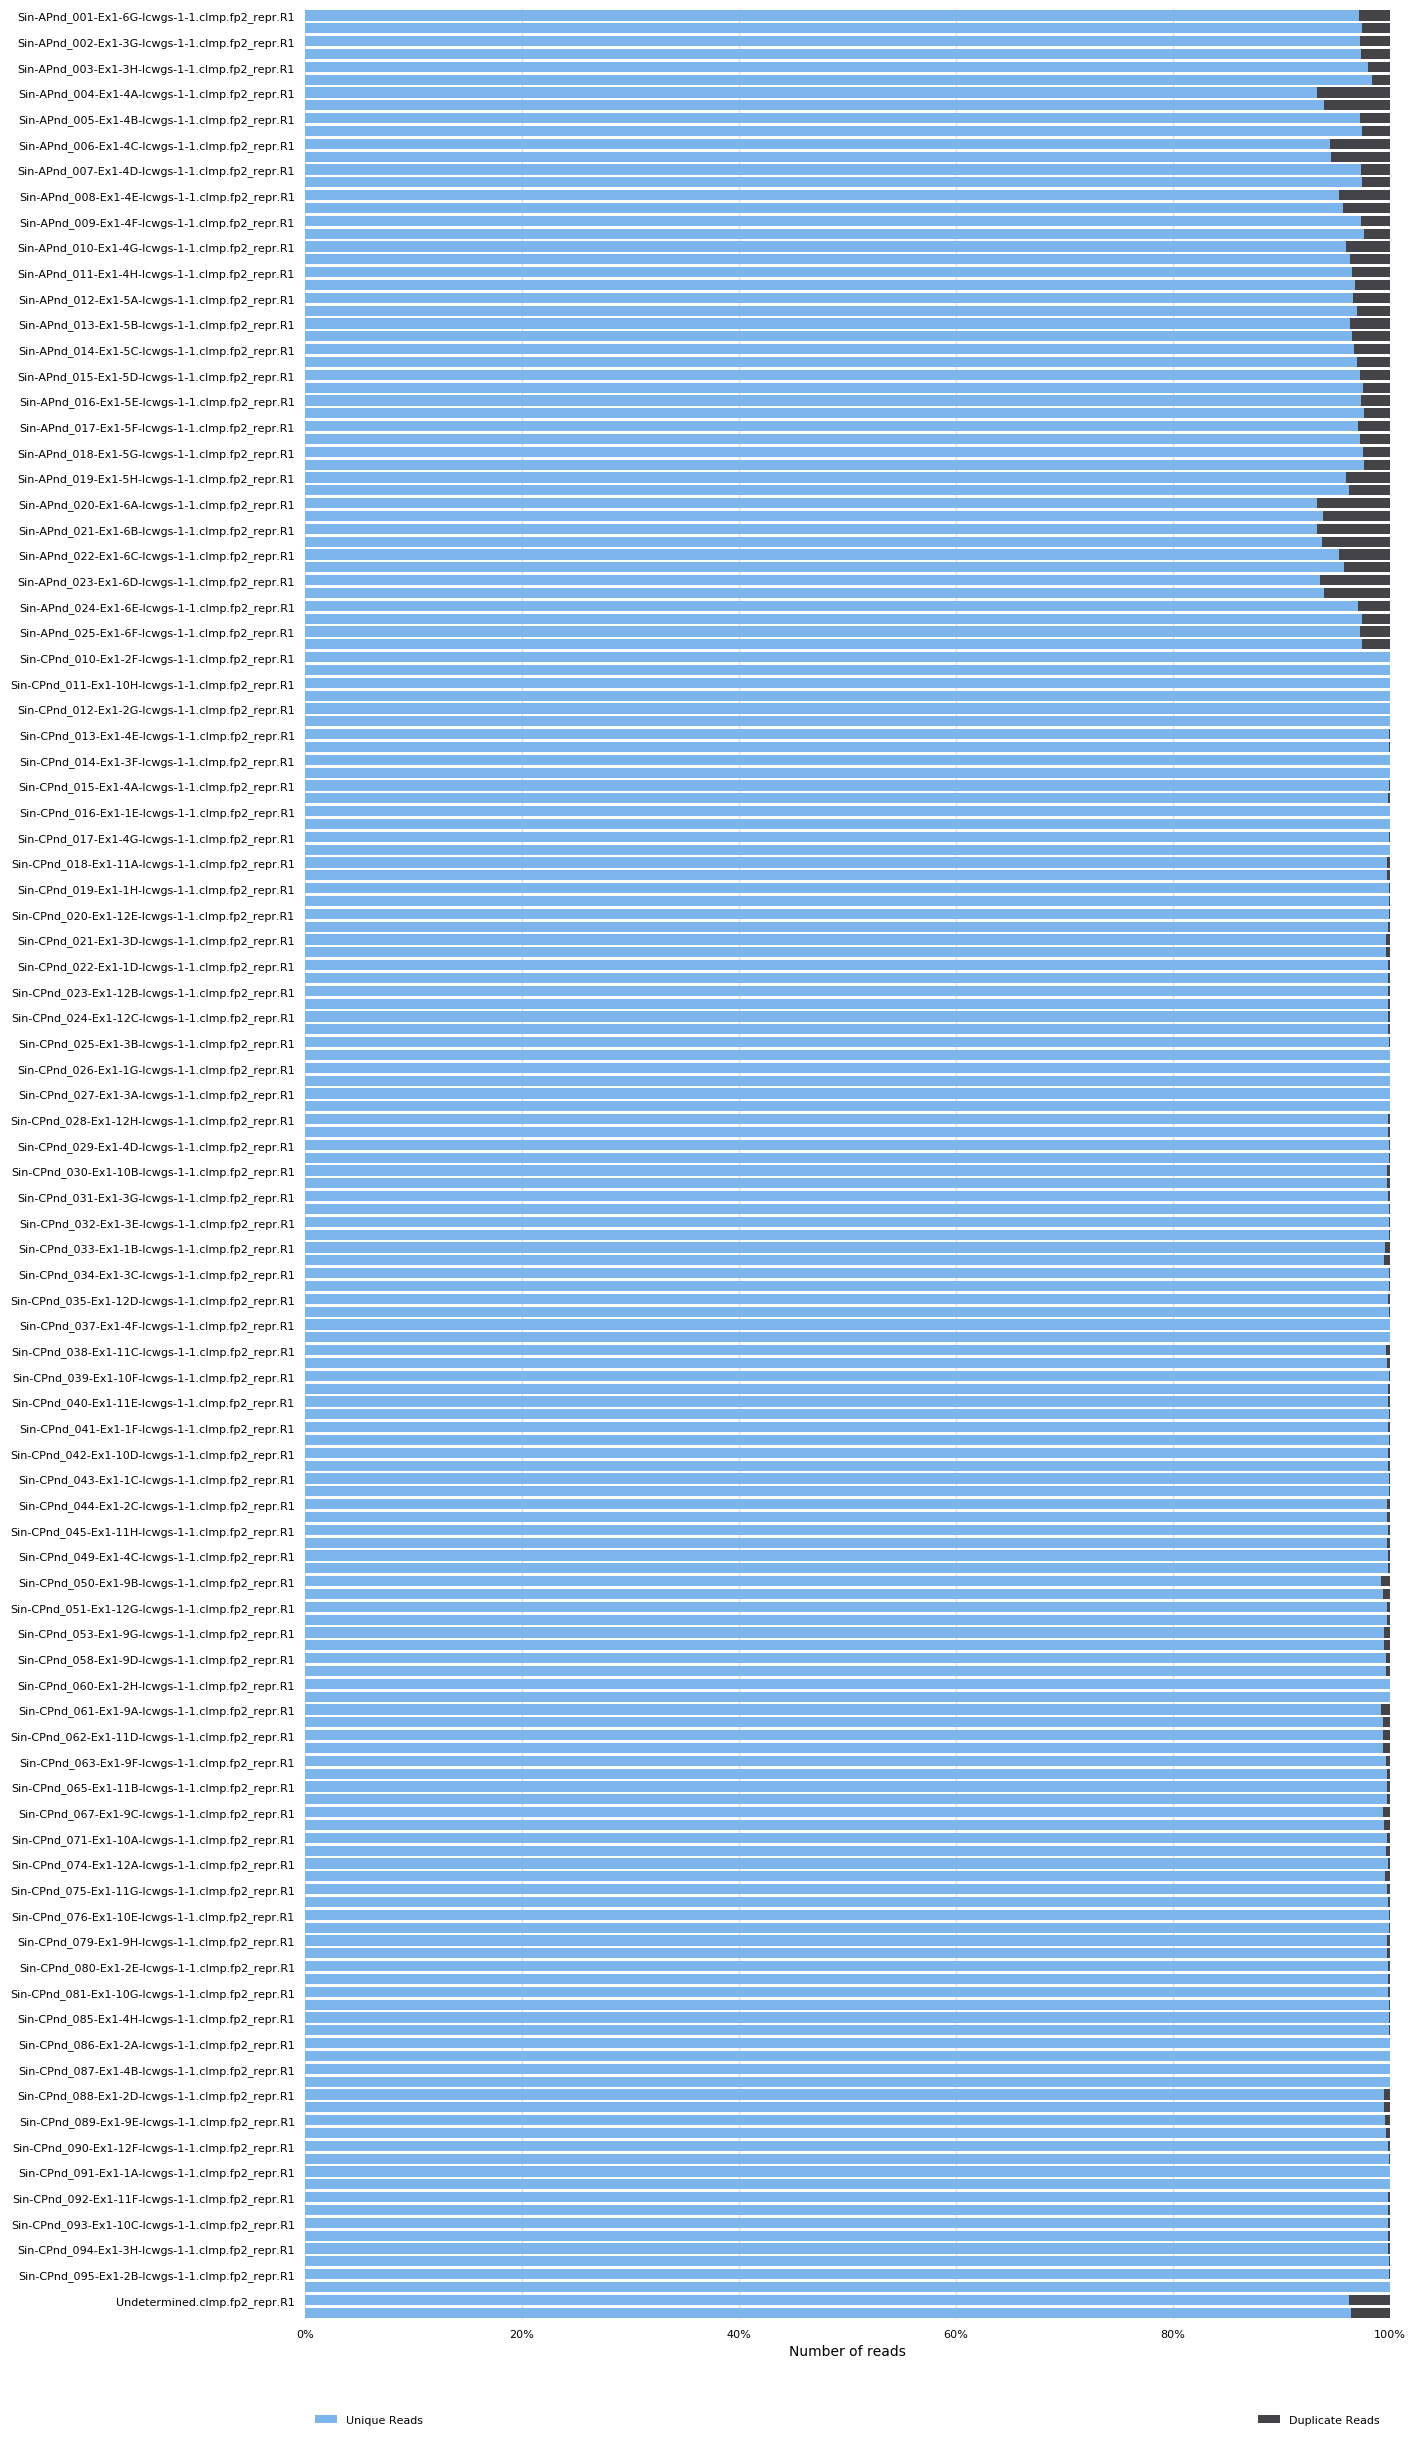 Sin-APnd_001-Ex1-6G-lcwgs-1-1.clmp.fp2_repr.R1
Sin-APnd_002-Ex1-3G-lcwgs-1-1.clmp.fp2_repr.R1
Sin-APnd_003-Ex1-3H-lcwgs-1-1.clmp.fp2_repr.R1
Sin-APnd_004-Ex1-4A-lcwgs-1-1.clmp.fp2_repr.R1
Sin-APnd_005-Ex1-4B-lcwgs-1-1.clmp.fp2_repr.R1
Sin-APnd_006-Ex1-4C-lcwgs-1-1.clmp.fp2_repr.R1
Sin-APnd_007-Ex1-4D-lcwgs-1-1.clmp.fp2_repr.R1
Sin-APnd_008-Ex1-4E-lcwgs-1-1.clmp.fp2_repr.R1
Sin-APnd_009-Ex1-4F-lcwgs-1-1.clmp.fp2_repr.R1
Sin-APnd_010-Ex1-4G-lcwgs-1-1.clmp.fp2_repr.R1
Sin-APnd_011-Ex1-4H-lcwgs-1-1.clmp.fp2_repr.R1
Sin-APnd_012-Ex1-5A-lcwgs-1-1.clmp.fp2_repr.R1
Sin-APnd_013-Ex1-5B-lcwgs-1-1.clmp.fp2_repr.R1
Sin-APnd_014-Ex1-5C-lcwgs-1-1.clmp.fp2_repr.R1
Sin-APnd_015-Ex1-5D-lcwgs-1-1.clmp.fp2_repr.R1
Sin-APnd_016-Ex1-5E-lcwgs-1-1.clmp.fp2_repr.R1
Sin-APnd_017-Ex1-5F-lcwgs-1-1.clmp.fp2_repr.R1
Sin-APnd_018-Ex1-5G-lcwgs-1-1.clmp.fp2_repr.R1
Sin-APnd_019-Ex1-5H-lcwgs-1-1.clmp.fp2_repr.R1
Sin-APnd_020-Ex1-6A-lcwgs-1-1.clmp.fp2_repr.R1
Sin-APnd_021-Ex1-6B-lcwgs-1-1.clmp.fp2_repr.R1
Sin-APnd_022-Ex1-6C-lcwgs-1-1.clmp.fp2_repr.R1
Sin-APnd_023-Ex1-6D-lcwgs-1-1.clmp.fp2_repr.R1
Sin-APnd_024-Ex1-6E-lcwgs-1-1.clmp.fp2_repr.R1
Sin-APnd_025-Ex1-6F-lcwgs-1-1.clmp.fp2_repr.R1
Sin-CPnd_010-Ex1-2F-lcwgs-1-1.clmp.fp2_repr.R1
Sin-CPnd_011-Ex1-10H-lcwgs-1-1.clmp.fp2_repr.R1
Sin-CPnd_012-Ex1-2G-lcwgs-1-1.clmp.fp2_repr.R1
Sin-CPnd_013-Ex1-4E-lcwgs-1-1.clmp.fp2_repr.R1
Sin-CPnd_014-Ex1-3F-lcwgs-1-1.clmp.fp2_repr.R1
Sin-CPnd_015-Ex1-4A-lcwgs-1-1.clmp.fp2_repr.R1
Sin-CPnd_016-Ex1-1E-lcwgs-1-1.clmp.fp2_repr.R1
Sin-CPnd_017-Ex1-4G-lcwgs-1-1.clmp.fp2_repr.R1
Sin-CPnd_018-Ex1-11A-lcwgs-1-1.clmp.fp2_repr.R1
Sin-CPnd_019-Ex1-1H-lcwgs-1-1.clmp.fp2_repr.R1
Sin-CPnd_020-Ex1-12E-lcwgs-1-1.clmp.fp2_repr.R1
Sin-CPnd_021-Ex1-3D-lcwgs-1-1.clmp.fp2_repr.R1
Sin-CPnd_022-Ex1-1D-lcwgs-1-1.clmp.fp2_repr.R1
Sin-CPnd_023-Ex1-12B-lcwgs-1-1.clmp.fp2_repr.R1
Sin-CPnd_024-Ex1-12C-lcwgs-1-1.clmp.fp2_repr.R1
Sin-CPnd_025-Ex1-3B-lcwgs-1-1.clmp.fp2_repr.R1
Sin-CPnd_026-Ex1-1G-lcwgs-1-1.clmp.fp2_repr.R1
Sin-CPnd_027-Ex1-3A-lcwgs-1-1.clmp.fp2_repr.R1
Sin-CPnd_028-Ex1-12H-lcwgs-1-1.clmp.fp2_repr.R1
Sin-CPnd_029-Ex1-4D-lcwgs-1-1.clmp.fp2_repr.R1
Sin-CPnd_030-Ex1-10B-lcwgs-1-1.clmp.fp2_repr.R1
Sin-CPnd_031-Ex1-3G-lcwgs-1-1.clmp.fp2_repr.R1
Sin-CPnd_032-Ex1-3E-lcwgs-1-1.clmp.fp2_repr.R1
Sin-CPnd_033-Ex1-1B-lcwgs-1-1.clmp.fp2_repr.R1
Sin-CPnd_034-Ex1-3C-lcwgs-1-1.clmp.fp2_repr.R1
Sin-CPnd_035-Ex1-12D-lcwgs-1-1.clmp.fp2_repr.R1
Sin-CPnd_037-Ex1-4F-lcwgs-1-1.clmp.fp2_repr.R1
Sin-CPnd_038-Ex1-11C-lcwgs-1-1.clmp.fp2_repr.R1
Sin-CPnd_039-Ex1-10F-lcwgs-1-1.clmp.fp2_repr.R1
Sin-CPnd_040-Ex1-11E-lcwgs-1-1.clmp.fp2_repr.R1
Sin-CPnd_041-Ex1-1F-lcwgs-1-1.clmp.fp2_repr.R1
Sin-CPnd_042-Ex1-10D-lcwgs-1-1.clmp.fp2_repr.R1
Sin-CPnd_043-Ex1-1C-lcwgs-1-1.clmp.fp2_repr.R1
Sin-CPnd_044-Ex1-2C-lcwgs-1-1.clmp.fp2_repr.R1
Sin-CPnd_045-Ex1-11H-lcwgs-1-1.clmp.fp2_repr.R1
Sin-CPnd_049-Ex1-4C-lcwgs-1-1.clmp.fp2_repr.R1
Sin-CPnd_050-Ex1-9B-lcwgs-1-1.clmp.fp2_repr.R1
Sin-CPnd_051-Ex1-12G-lcwgs-1-1.clmp.fp2_repr.R1
Sin-CPnd_053-Ex1-9G-lcwgs-1-1.clmp.fp2_repr.R1
Sin-CPnd_058-Ex1-9D-lcwgs-1-1.clmp.fp2_repr.R1
Sin-CPnd_060-Ex1-2H-lcwgs-1-1.clmp.fp2_repr.R1
Sin-CPnd_061-Ex1-9A-lcwgs-1-1.clmp.fp2_repr.R1
Sin-CPnd_062-Ex1-11D-lcwgs-1-1.clmp.fp2_repr.R1
Sin-CPnd_063-Ex1-9F-lcwgs-1-1.clmp.fp2_repr.R1
Sin-CPnd_065-Ex1-11B-lcwgs-1-1.clmp.fp2_repr.R1
Sin-CPnd_067-Ex1-9C-lcwgs-1-1.clmp.fp2_repr.R1
Sin-CPnd_071-Ex1-10A-lcwgs-1-1.clmp.fp2_repr.R1
Sin-CPnd_074-Ex1-12A-lcwgs-1-1.clmp.fp2_repr.R1
Sin-CPnd_075-Ex1-11G-lcwgs-1-1.clmp.fp2_repr.R1
Sin-CPnd_076-Ex1-10E-lcwgs-1-1.clmp.fp2_repr.R1
Sin-CPnd_079-Ex1-9H-lcwgs-1-1.clmp.fp2_repr.R1
Sin-CPnd_080-Ex1-2E-lcwgs-1-1.clmp.fp2_repr.R1
Sin-CPnd_081-Ex1-10G-lcwgs-1-1.clmp.fp2_repr.R1
Sin-CPnd_085-Ex1-4H-lcwgs-1-1.clmp.fp2_repr.R1
Sin-CPnd_086-Ex1-2A-lcwgs-1-1.clmp.fp2_repr.R1
Sin-CPnd_087-Ex1-4B-lcwgs-1-1.clmp.fp2_repr.R1
Sin-CPnd_088-Ex1-2D-lcwgs-1-1.clmp.fp2_repr.R1
Sin-CPnd_089-Ex1-9E-lcwgs-1-1.clmp.fp2_repr.R1
Sin-CPnd_090-Ex1-12F-lcwgs-1-1.clmp.fp2_repr.R1
Sin-CPnd_091-Ex1-1A-lcwgs-1-1.clmp.fp2_repr.R1
Sin-CPnd_092-Ex1-11F-lcwgs-1-1.clmp.fp2_repr.R1
Sin-CPnd_093-Ex1-10C-lcwgs-1-1.clmp.fp2_repr.R1
Sin-CPnd_094-Ex1-3H-lcwgs-1-1.clmp.fp2_repr.R1
Sin-CPnd_095-Ex1-2B-lcwgs-1-1.clmp.fp2_repr.R1
Undetermined.clmp.fp2_repr.R1
0% 20% 40% 60% 80% 100%
Number of reads
Unique Reads Duplicate Reads